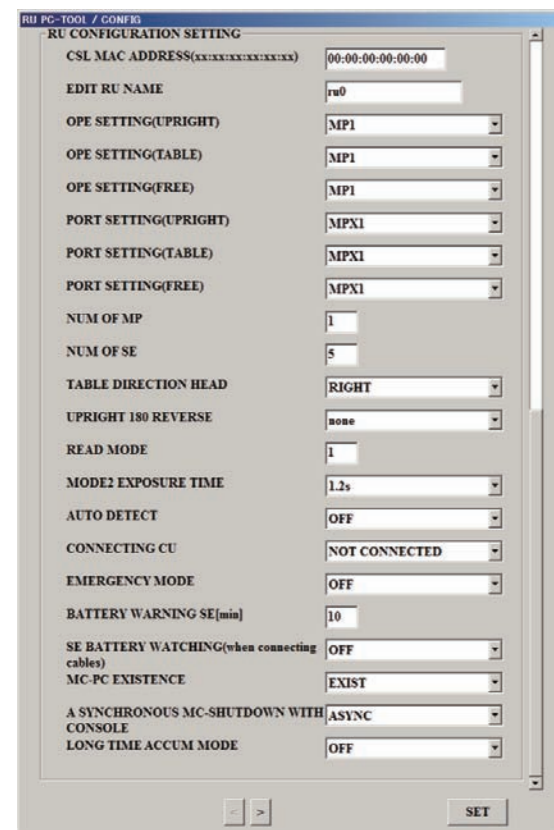 RU PC-TOOL / CONFIG
RU CONFIGURATION SETTING
CSL MAC ADDRESS(xx:xx:xx:xx:xx:xx) 00:00:00:00:00:00
EDIT RU NAME ru0
OPE SETTING(UPRIGHT) MP1
OPE SETTING(TABLE) MP1
OPE SETTING(FREE) MP1
PORT SETTING(UPRIGHT) MPX1
PORT SETTING(TABLE) MPX1
PORT SETTING(FREE) MPX1
NUM OF MP 1
NUM OF SE 5
TABLE DIRECTION HEAD RIGHT
UPRIGHT 180 REVERSE none
READ MODE 1
MODE2 EXPOSURE TIME 1.2s
AUTO DETECT OFF
CONNECTING CU NOT CONNECTED
EMERGENCY MODE OFF
BATTERY WARNING SE[min] 10
SE BATTERY WATCHING(when connecting OFF
cables)
MC-PC EXISTENCE EXIST
A SYNCHRONOUS MC-SHUTDOWN WITH ASYNC
CONSOLE
LONG TIME ACCUM MODE OFF
< > SET